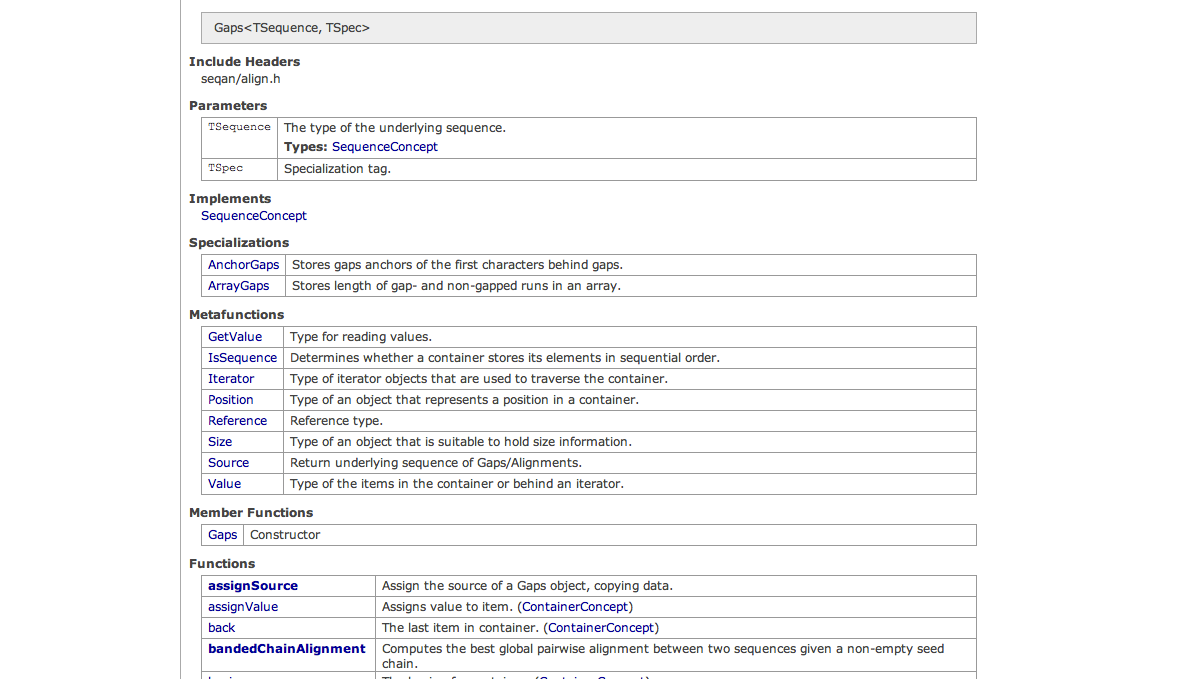 Gaps<TSequence, TSpec>
Include Headers
seqan/align.h
Parameters
TSequence The type of the underlying sequence.
Types: SequenceConcept
TSpec Specialization tag.
Implements
SequenceConcept
Specializations
AnchorGaps Stores gaps anchors of the first characters behind gaps.
ArrayGaps Stores length of gap- and non-gapped runs in an array.
Metafunctions
GetValue Type for reading values.
IsSequence Determines whether a container stores its elements in sequential order.
Iterator Type of iterator objects that are used to traverse the container.
Position Type of an object that represents a position in a container.
Reference Reference type.
Size Type of an object that is suitable to hold size information.
Source Return underlying sequence of Gaps/Alignments.
Value Type of the items in the container or behind an iterator.
Member Functions
Gaps Constructor
Functions
assignSource Assign the source of a Gaps object, copying data.
assignValue Assigns value to item. (ContainerConcept)
back The last item in container. (ContainerConcept)
bandedChainAlignment Computes the best global pairwise alignment between two sequences given a non-empty seed
chain.